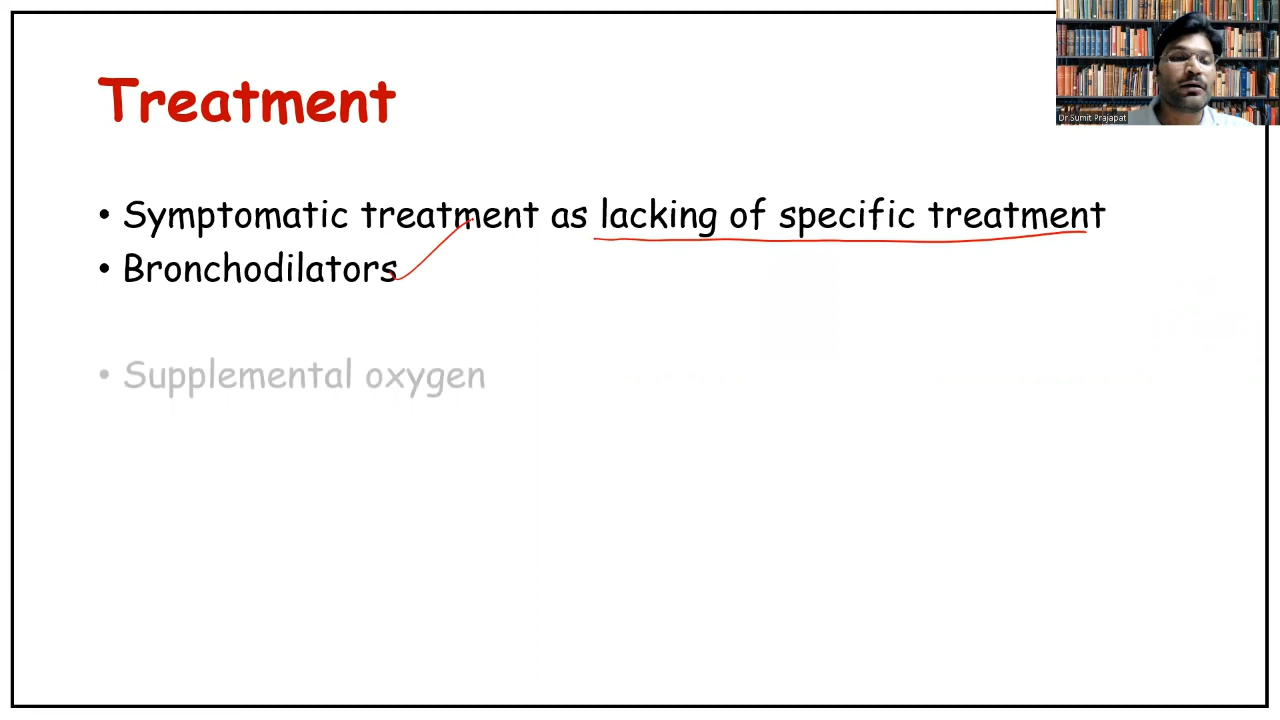 Dr.Sumit Prajapat
Treatment
• Symptomatic treatment as lacking of specific treatment
• Bronchodilators
• Supplemental oxygen